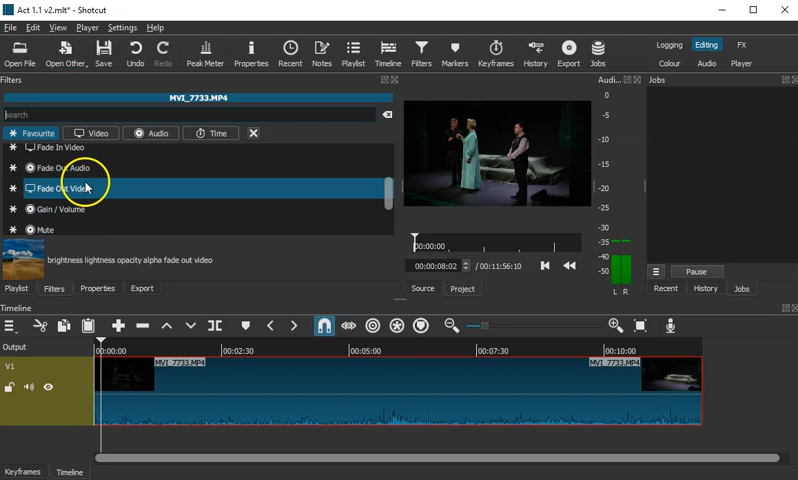 Act 1.1 v2.mlt* - Shotcut
File Edit View Player Settings Help
Open File Open Other... Save Undo Redo Peak Meter Properties Recent Notes Playlist Timeline Filters Markers Keyframes History Export Jobs
Logging Editing FX
Colour Audio Player
Filters
MVI_7733.MP4
search
Favourite Video Audio Time
Fade In Video
Fade Out Audio
Fade Out Video
Gain / Volume
Mute
brightness lightness opacity alpha fade out video
Playlist Filters Properties Export
00:00:00
00:00:08:02 / 00:11:56:10
Source Project
Audi...
0
-5
-10
-15
-20
-25
-30
-35
-40
-50
L R
Jobs
Pause
Recent History Jobs
Timeline
Output
00:00:00 00:02:30 00:05:00 00:07:30 00:10:00
V1
MVI_7733.MP4 MVI_7733.MP4
Keyframes Timeline